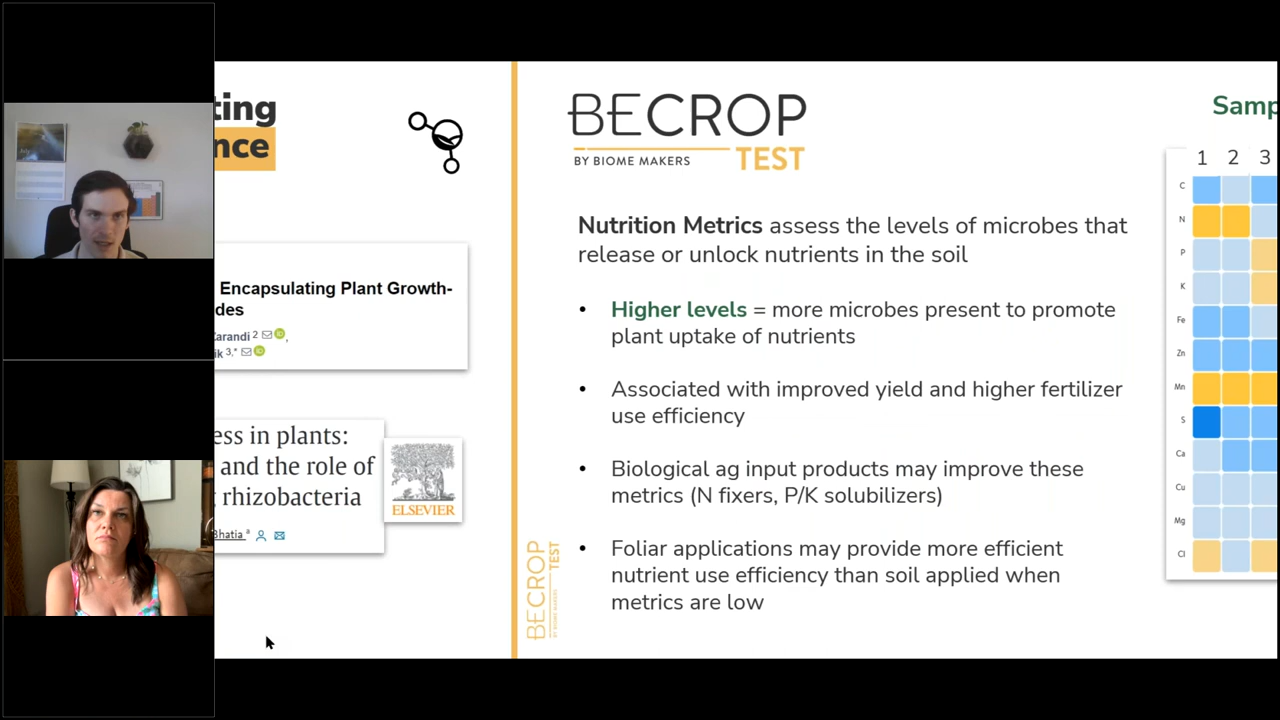 ting
nce
Encapsulating Plant Growth-
des
arandi 2
ik 3,*
ess in plants:
and the role of
rhizobacteria
Bhatia a
ELSEVIER
BECROP
TEST
BY BIOME MAKERS
BECROP
BY BIOME MAKERS TEST
Nutrition Metrics assess the levels of microbes that
release or unlock nutrients in the soil
• Higher levels = more microbes present to promote
plant uptake of nutrients
• Associated with improved yield and higher fertilizer
use efficiency
• Biological ag input products may improve these
metrics (N fixers, P/K solubilizers)
• Foliar applications may provide more efficient
nutrient use efficiency than soil applied when
metrics are low
Samp
1 2 3
C
N
P
K
Fe
Zn
Mn
S
Ca
Cu
Mg
Cl